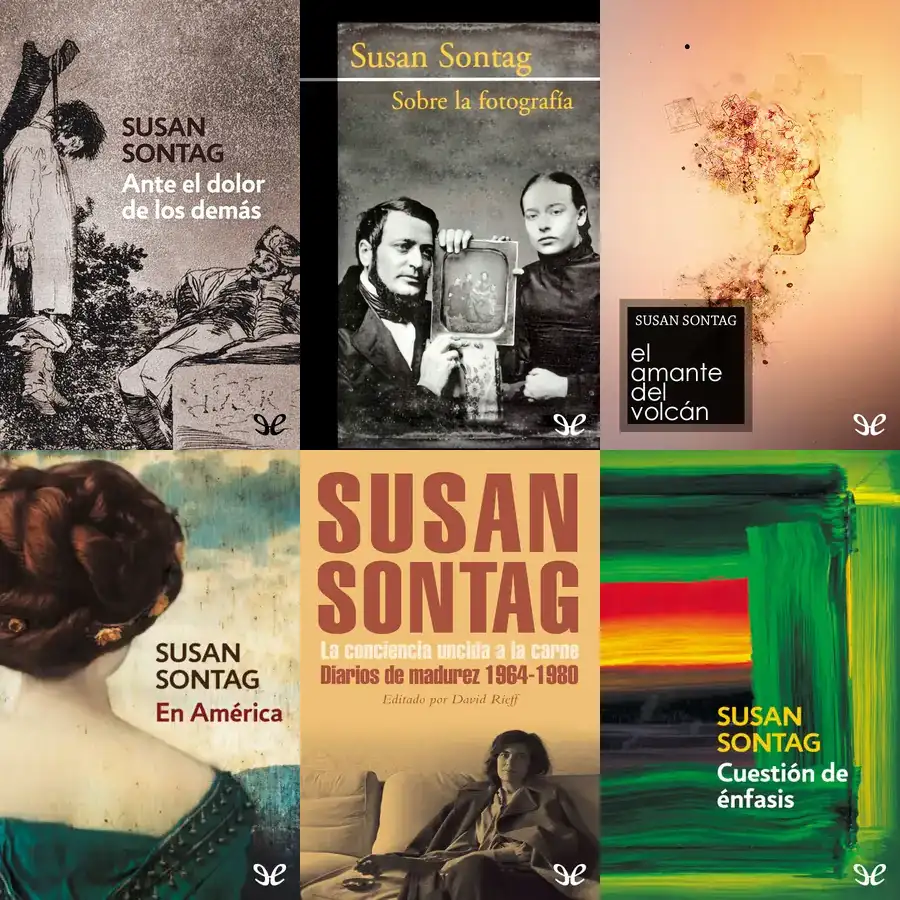 SUSAN
SONTAG
Ante el dolor
de los demás
Susan Sontag
Sobre la fotografía
SUSAN SONTAG
el
amante
del
volcán
SUSAN
SONTAG
En América
SUSAN
SONTAG
La conciencia uncida a la carne
Diarios de madurez 1964-1980
Editado por David Rieff
SUSAN
SONTAG
Cuestión de
énfasis